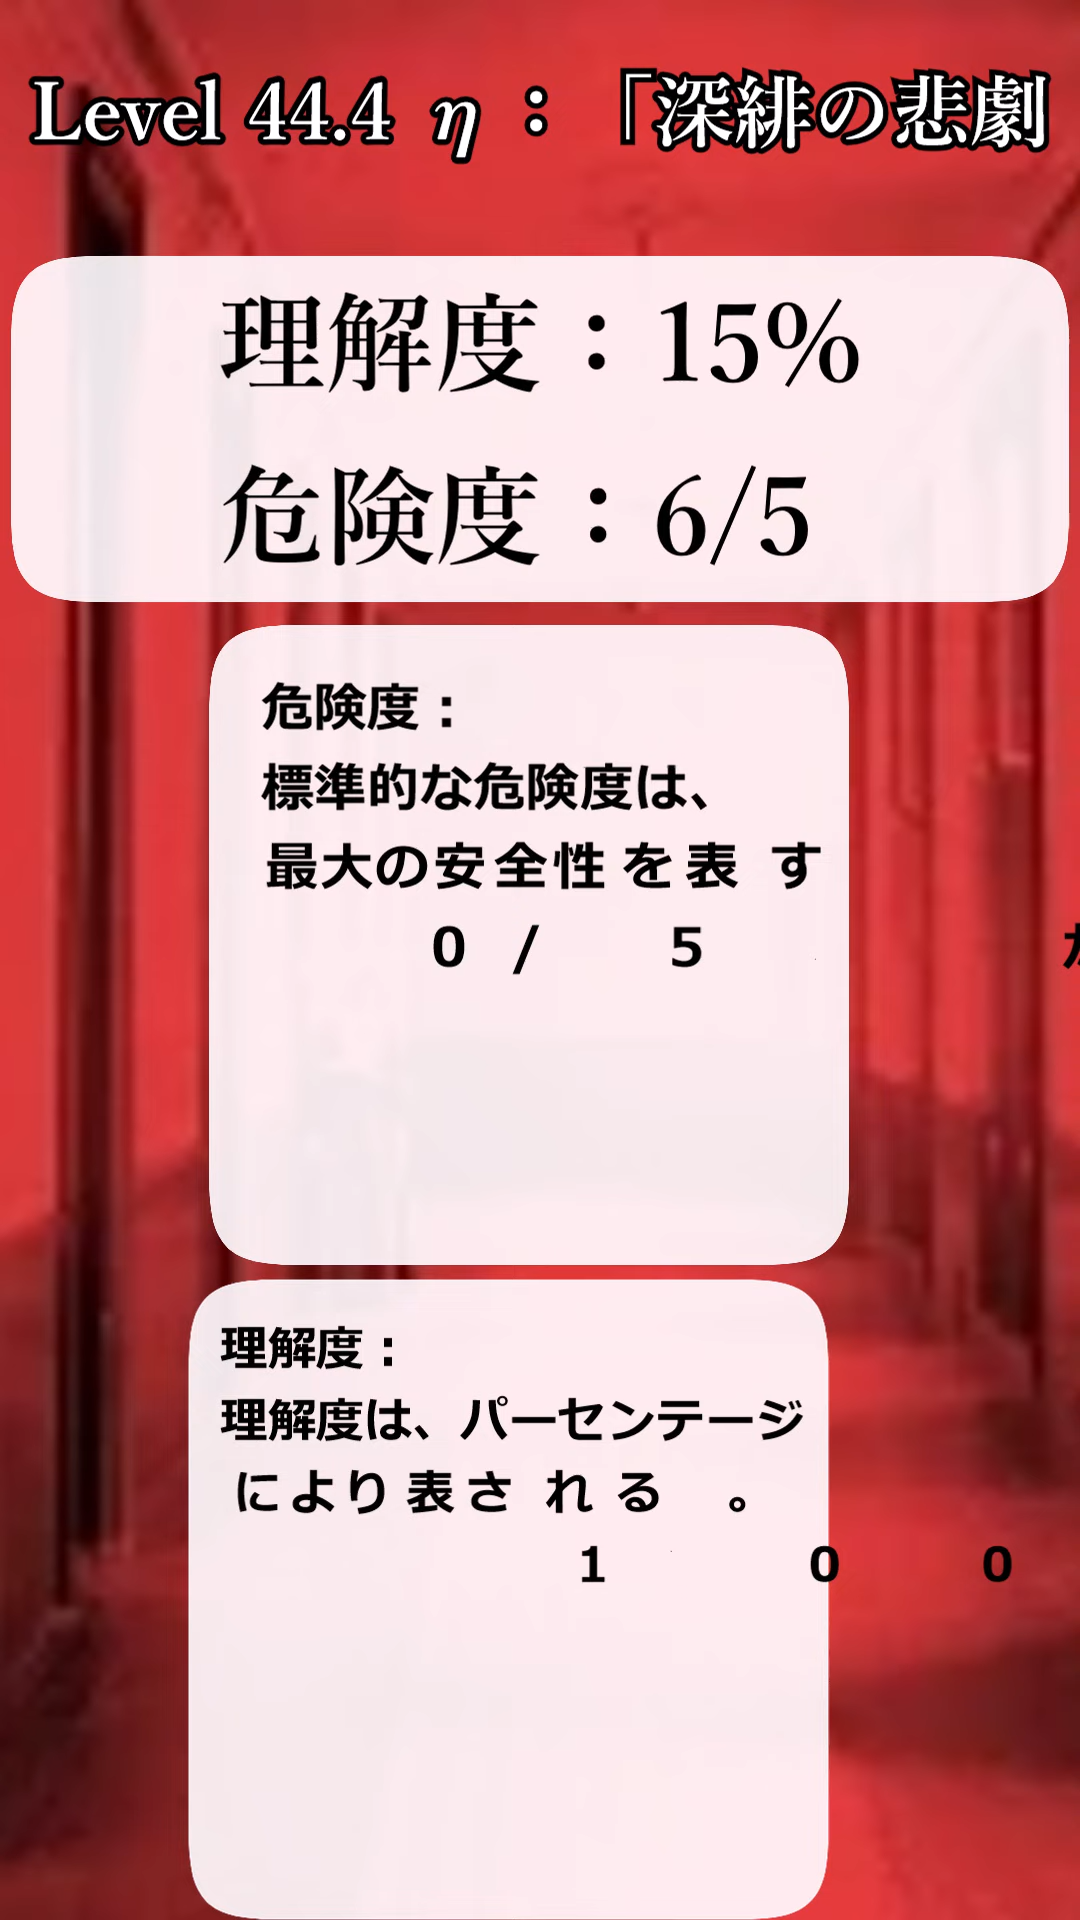 Level 44.4 η：「深緋の悲劇
理解度：15%
危険度：6/5
危険度：
標準的な危険度は、
最大の安全性を表す
0/5
理解度：
理解度は、パーセンテージ
により表される。
100